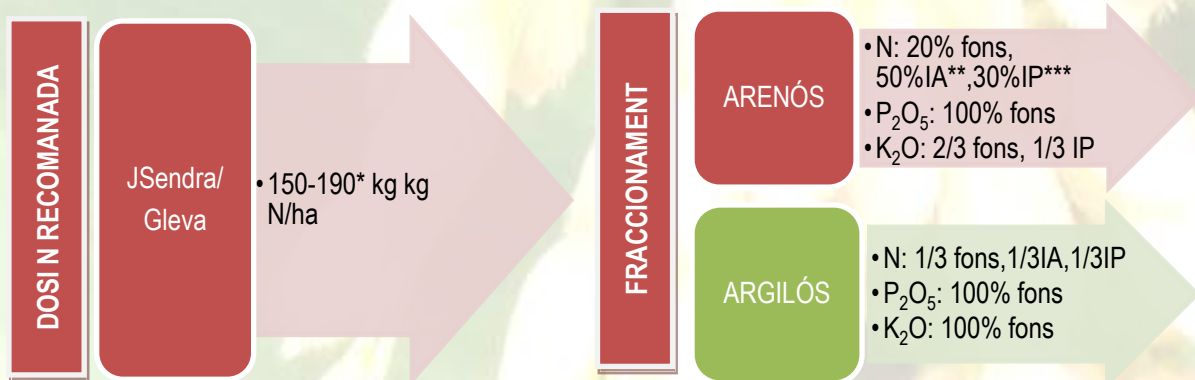 DOSI N RECOMANADA
JSendra/
Gleva
•150-190* kg kg
N/ha
FRACCIONAMENT
ARENÓS
•N: 20% fons,
50%IA**,30%IP***
•P₂O₅: 100% fons
•K₂O: 2/3 fons, 1/3 IP
ARGILÓS
•N: 1/3 fons,1/3IA,1/3IP
•P₂O₅: 100% fons
•K₂O: 100% fons